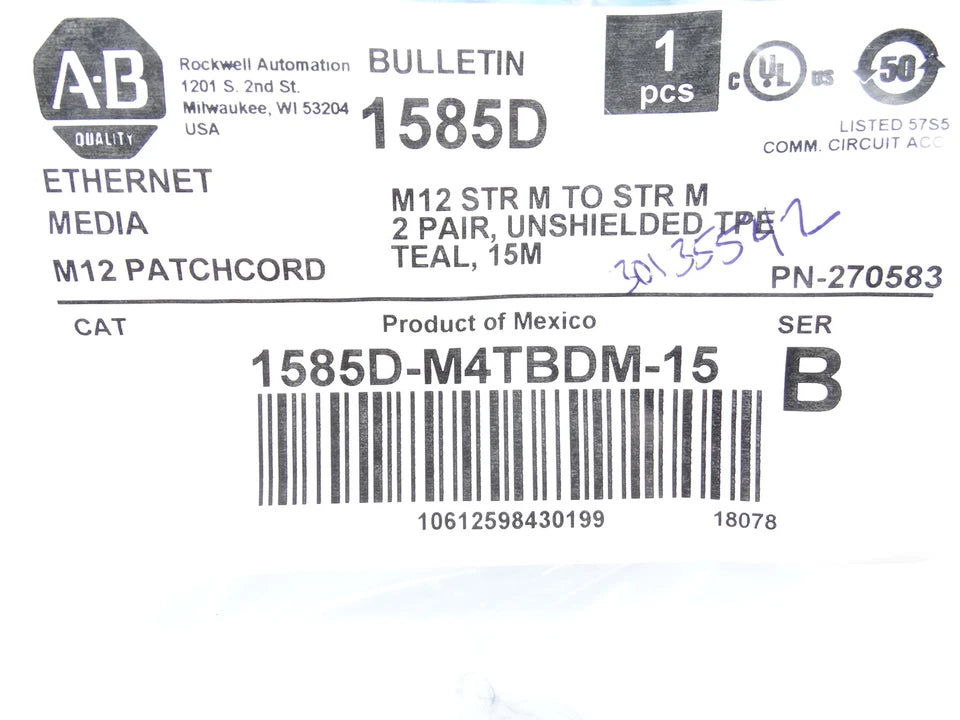 A-B
QUALITY
Rockwell Automation
1201 S. 2nd St.
Milwaukee, WI 53204
USA
BULLETIN
1585D
1
pcs
C UL US
50
LISTED 57S5
COMM. CIRCUIT ACC
ETHERNET
MEDIA
M12 PATCHCORD
M12 STR M TO STR M
2 PAIR, UNSHIELDED TPE
TEAL, 15M
30135592
PN-270583
CAT
Product of Mexico
SER
1585D-M4TBDM-15
B
10612598430199
18078